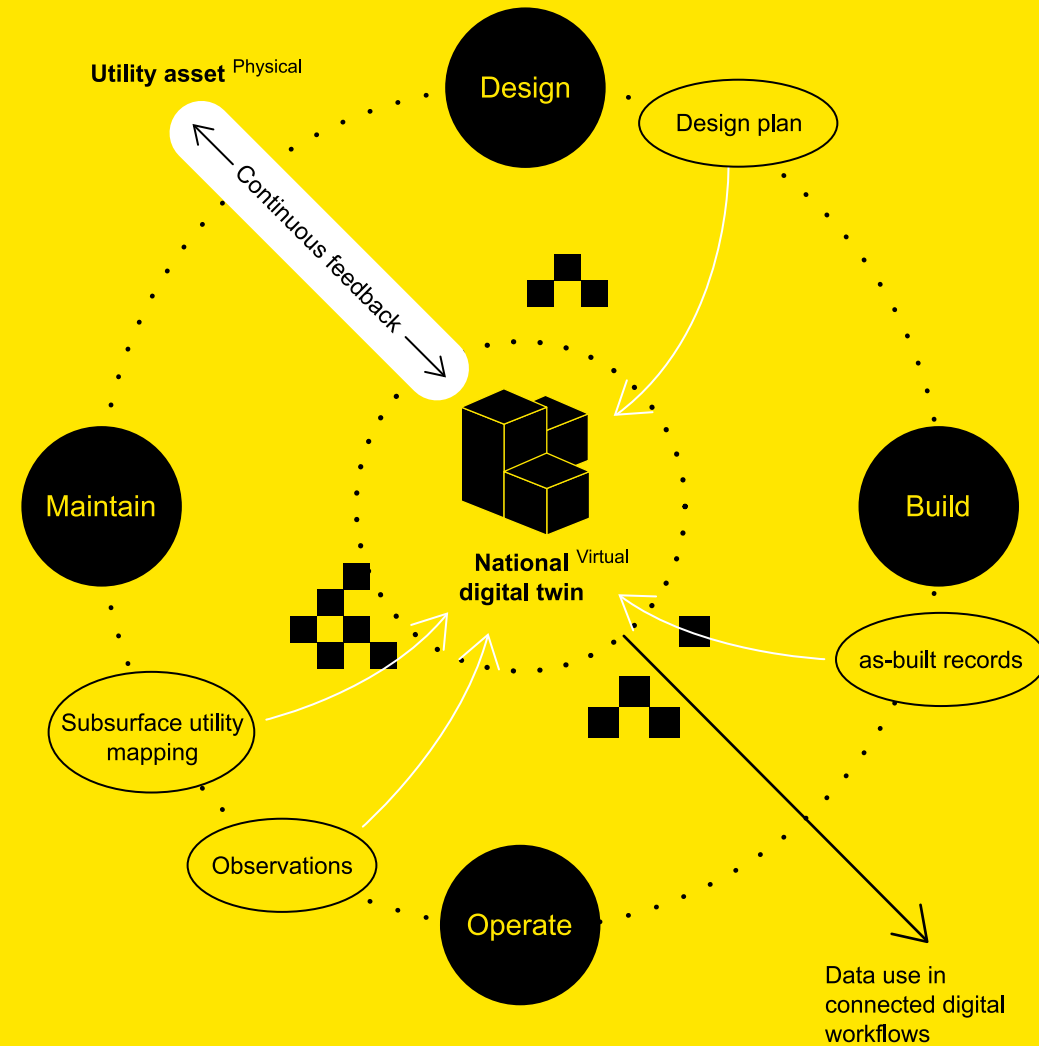 Utility asset Physical
Design
Design plan
Continuous feedback
Maintain
Build
National Virtual
digital twin
as-built records
Subsurface utility
mapping
Observations
Operate
Data use in
connected digital
workflows